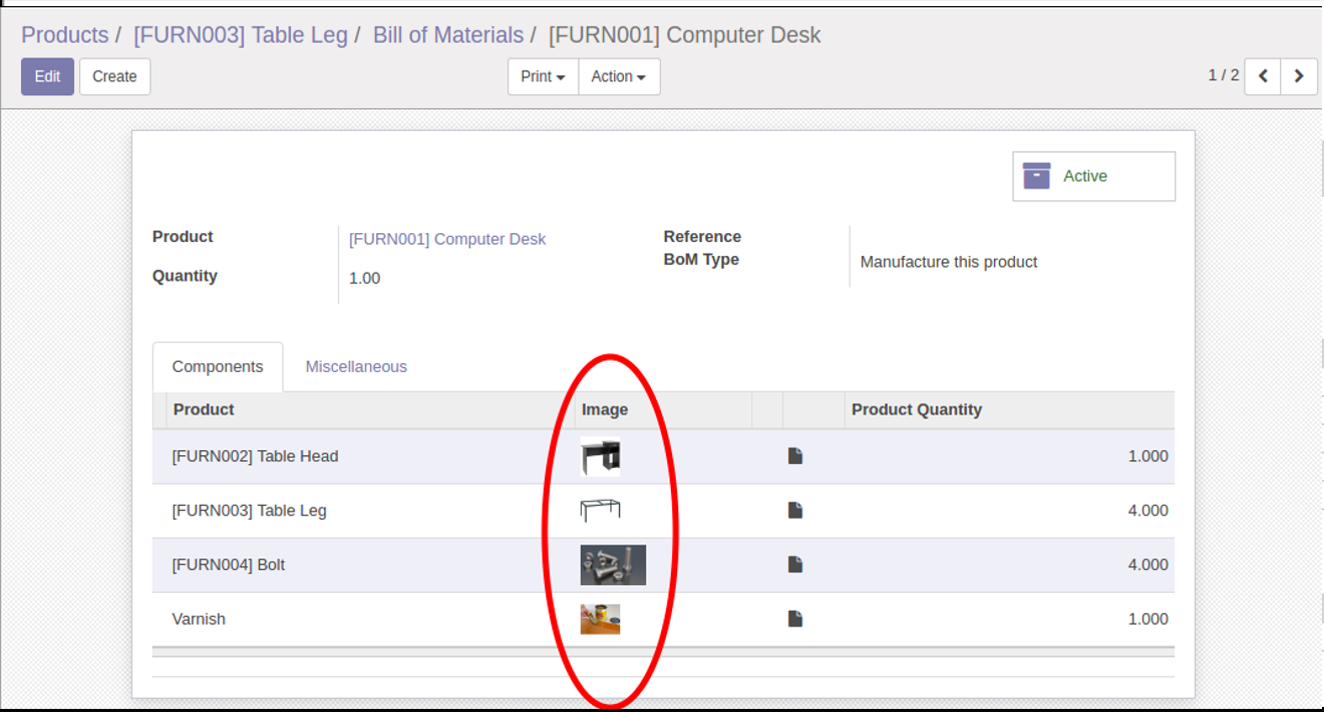 Products / [FURN003] Table Leg / Bill of Materials / [FURN001] Computer Desk
Edit Create Print Action 1 / 2
Active
Product [FURN001] Computer Desk Reference
BoM Type Manufacture this product
Quantity 1.00
Components Miscellaneous
Product Image Product Quantity
[FURN002] Table Head 1.000
[FURN003] Table Leg 4.000
[FURN004] Bolt 4.000
Varnish 1.000